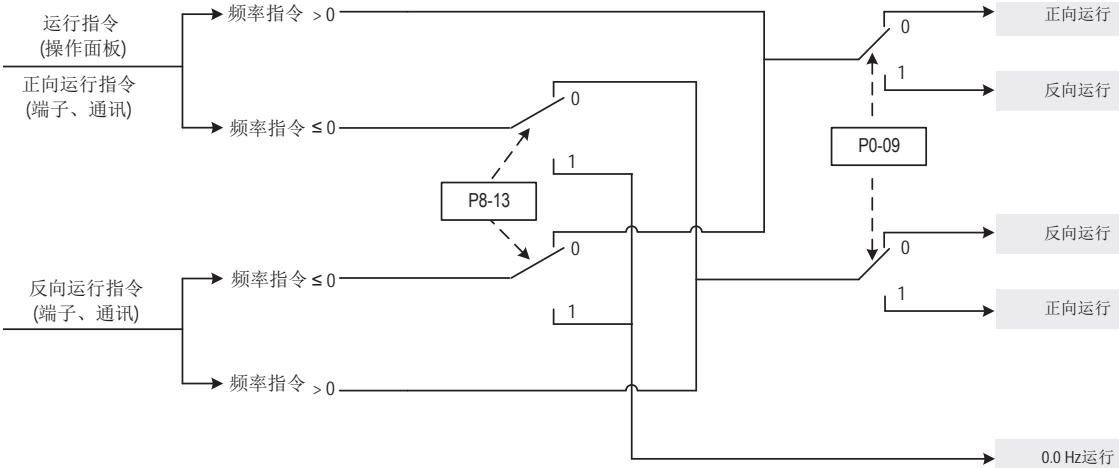 运行指令
(操作面板)
正向运行指令
(端子、通讯)
频率指令 > 0
频率指令 ≤ 0
0
1
P8-13
0
1
反向运行指令
(端子、通讯)
频率指令 ≤ 0
频率指令 > 0
0
1
P0-09
0
1
正向运行
反向运行
反向运行
正向运行
0.0 Hz运行